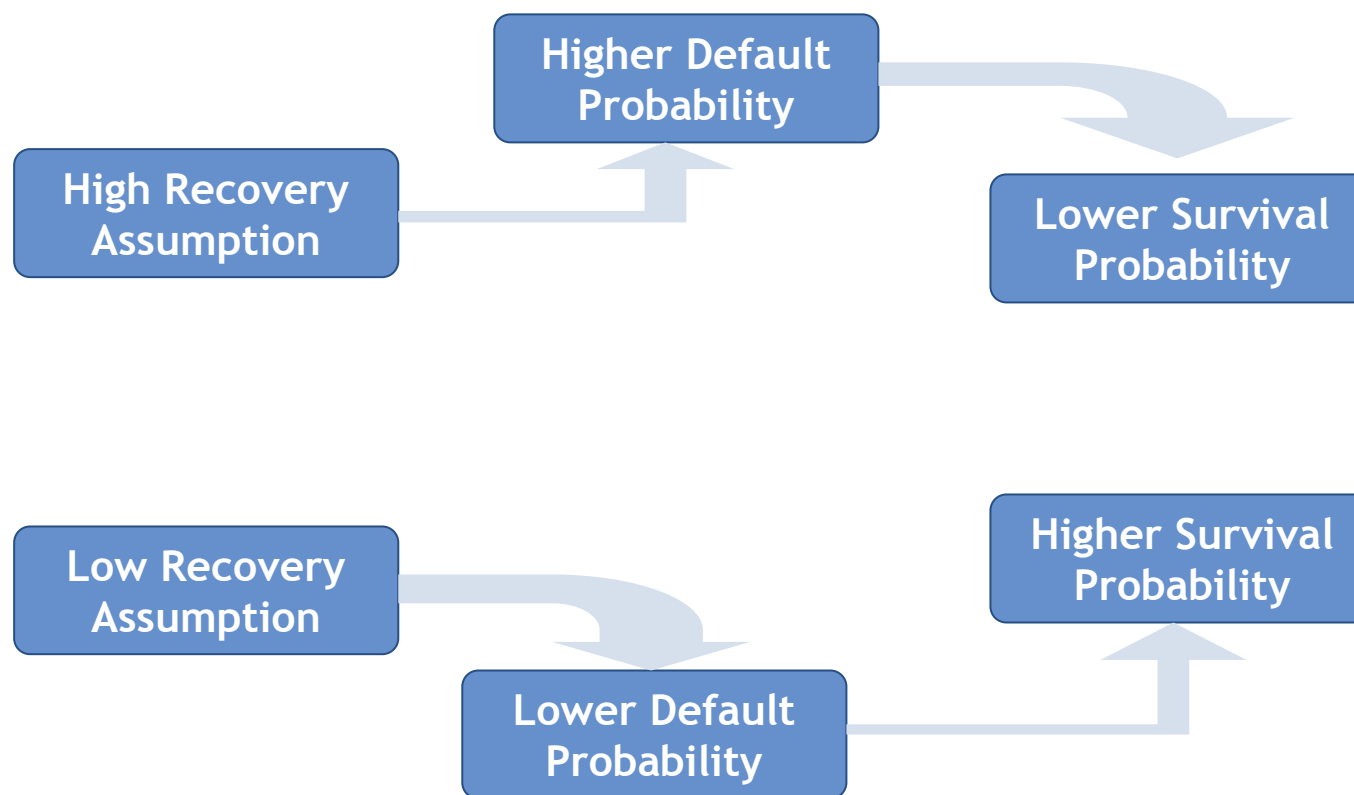 High Recovery
Assumption
Higher Default
Probability
Lower Survival
Probability
Low Recovery
Assumption
Lower Default
Probability
Higher Survival
Probability